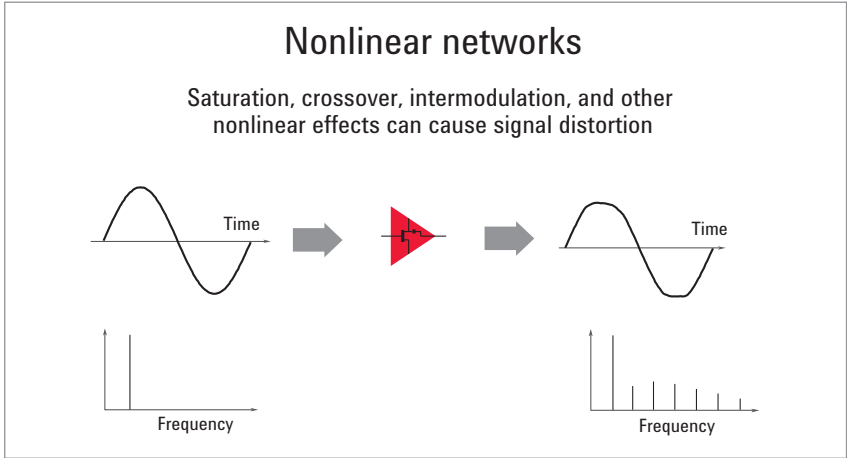 Nonlinear networks
Saturation, crossover, intermodulation, and other
nonlinear effects can cause signal distortion
Time
Time
Frequency
Frequency